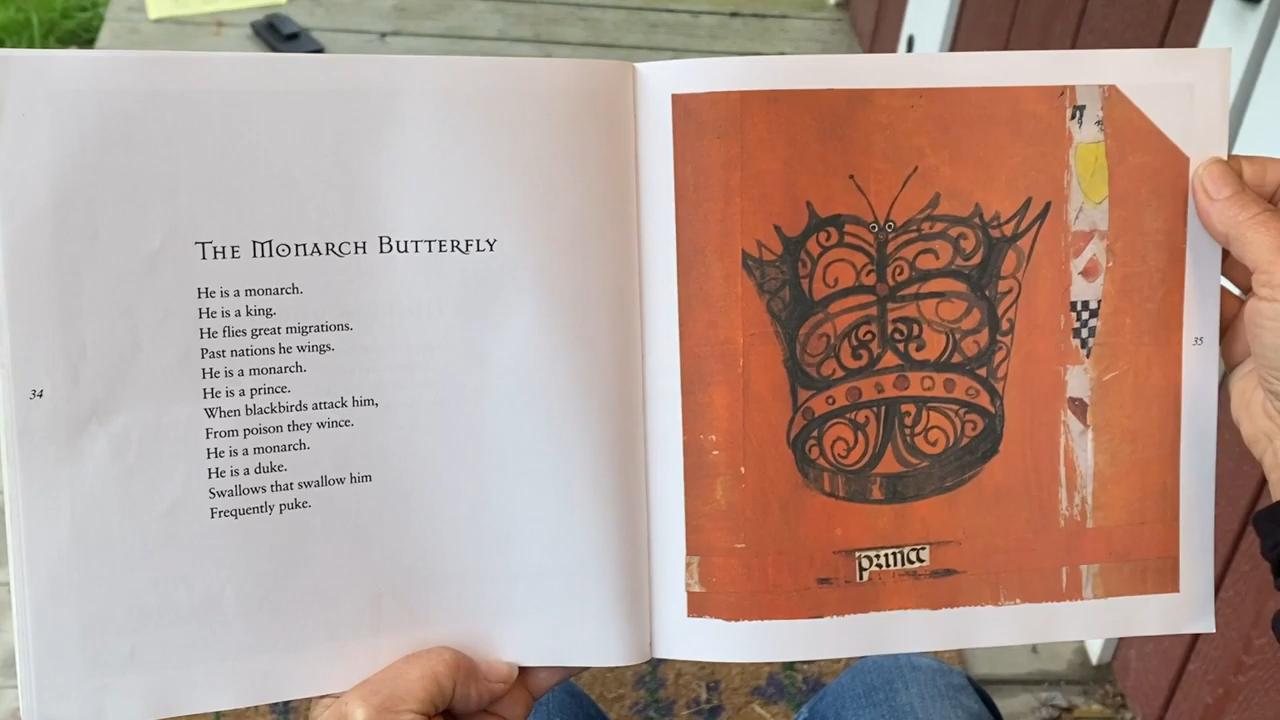 The Monarch Butterfly
He is a monarch.
He is a king.
He flies great migrations.
Past nations he wings.
He is a monarch.
He is a prince.
When blackbirds attack him,
From poison they wince.
He is a monarch.
He is a duke.
Swallows that swallow him
Frequently puke.
34
prince
35